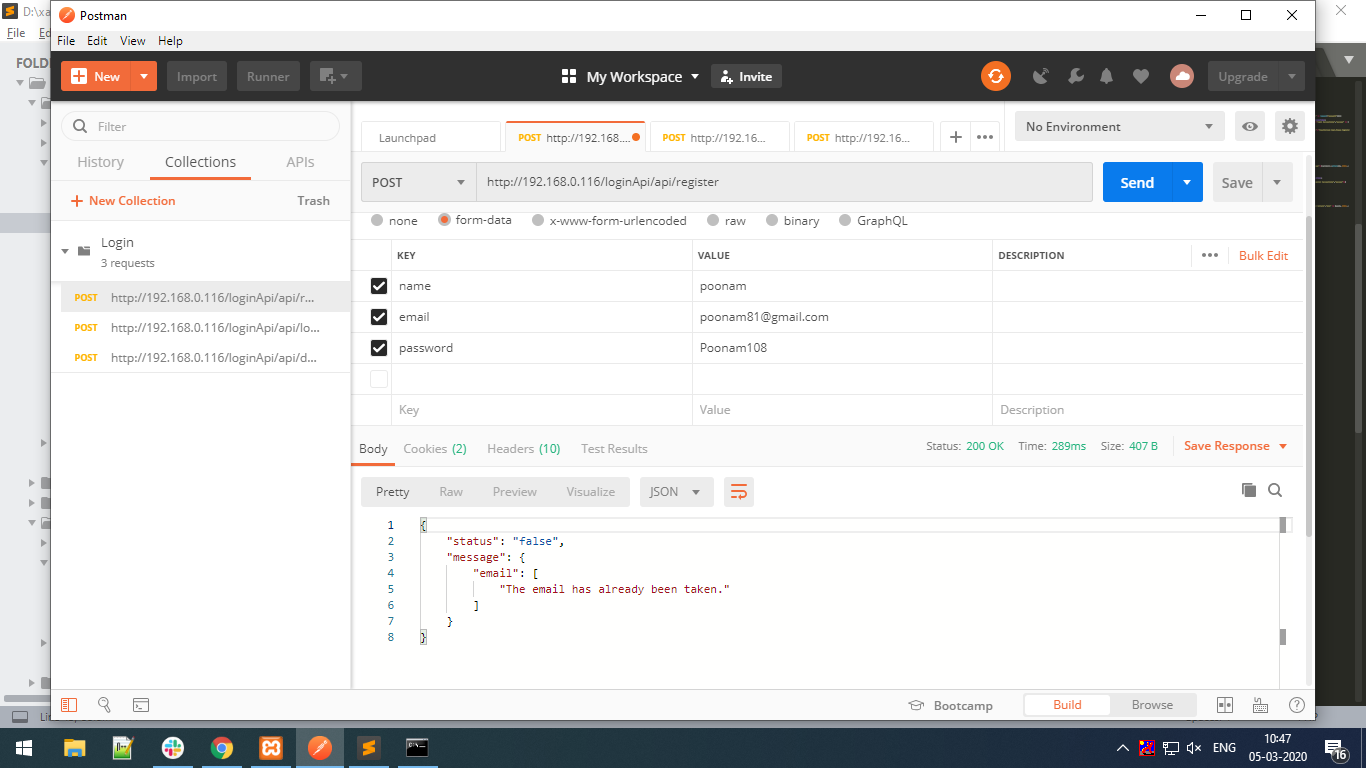 D:\xa
Postman
File Ed
File Edit View Help
FOLDE
New
Import
Runner
My Workspace
Invite
Upgrade
Filter
History
Collections
APIs
New Collection
Trash
Login
3 requests
POST http://192.168.0.116/loginApi/api/r...
POST http://192.168.0.116/loginApi/api/lo...
POST http://192.168.0.116/loginApi/api/d...
Launchpad
POST http://192.168....
POST http://192.16...
POST http://192.16...
No Environment
POST
http://192.168.0.116/loginApi/api/register
Send
Save
none
form-data
x-www-form-urlencoded
raw
binary
GraphQL
KEY VALUE DESCRIPTION
Bulk Edit
name poonam
email poonam81@gmail.com
password Poonam108
Key Value Description
Body
Cookies (2)
Headers (10)
Test Results
Status: 200 OK
Time: 289ms
Size: 407 B
Save Response
Pretty
Raw
Preview
Visualize
JSON
1 {
2 "status": "false",
3 "message": {
4 "email": [
5 "The email has already been taken."
6 ]
7 }
8 }
Bootcamp
Build
Browse
ENG
10:47
05-03-2020
16